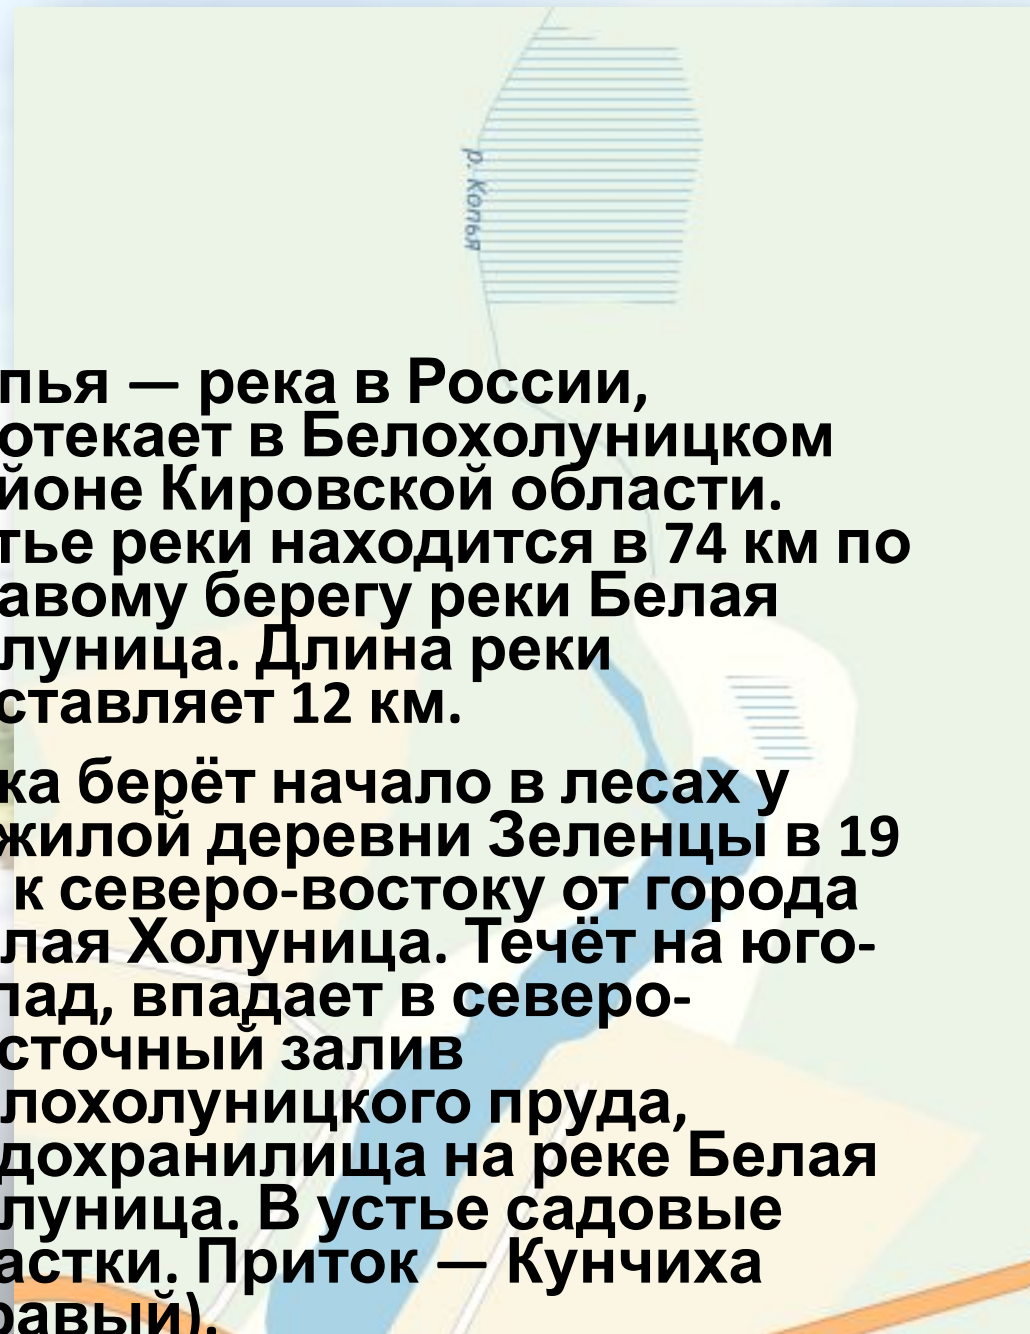 р. Копья
пья — река в России,
отекает в Белохолуницком
йоне Кировской области.
тье реки находится в 74 км по
авому берегу реки Белая
луница. Длина реки
ставляет 12 км.
ка берёт начало в лесах у
жилой деревни Зеленцы в 19
к северо-востоку от города
лая Холуница. Течёт на юго-
пад, впадает в северо-
сточный залив
лохолуницкого пруда,
дохранилища на реке Белая
луница. В устье садовые
астки. Приток — Кунчиха
равый).